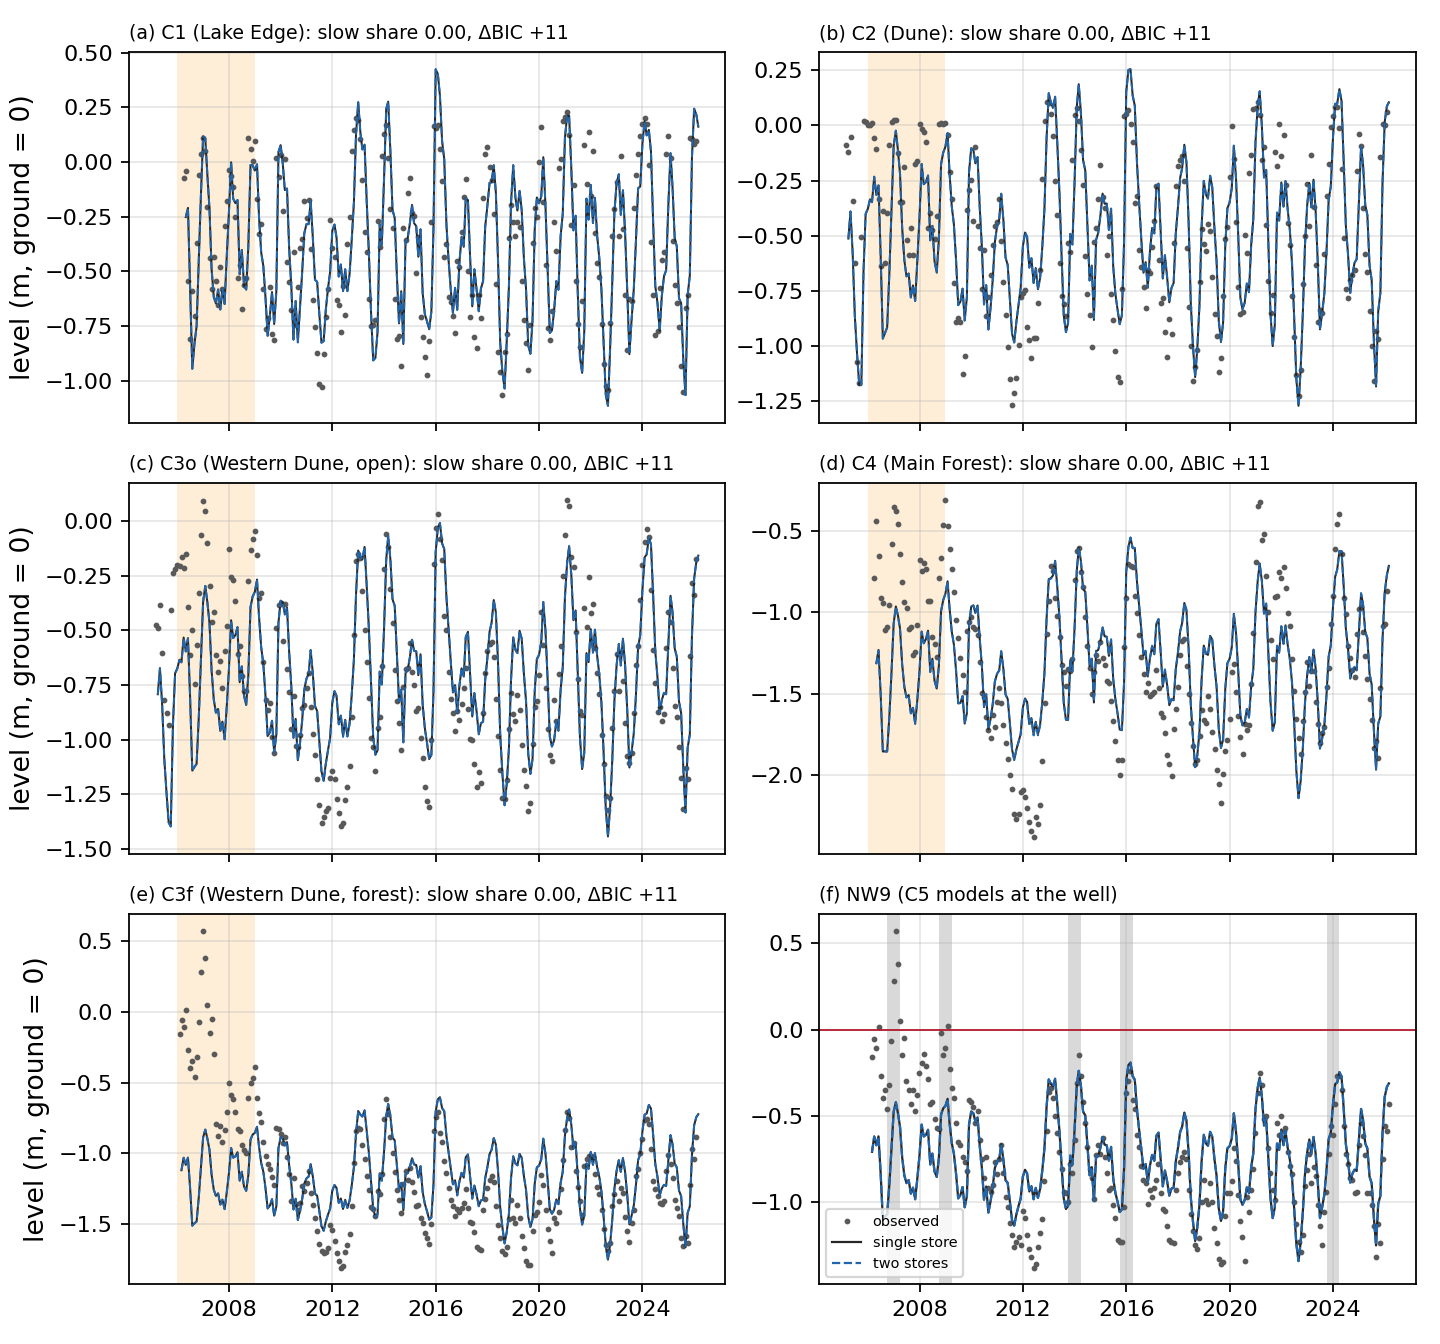 (a) C1 (Lake Edge): slow share 0.00, ΔBIC +11
(b) C2 (Dune): slow share 0.00, ΔBIC +11
level (m, ground = 0)
0.50
0.25
0.00
−0.25
−0.50
−0.75
−1.00
0.25
0.00
−0.25
−0.50
−0.75
−1.00
−1.25
(c) C3o (Western Dune, open): slow share 0.00, ΔBIC +11
(d) C4 (Main Forest): slow share 0.00, ΔBIC +11
level (m, ground = 0)
0.00
−0.25
−0.50
−0.75
−1.00
−1.25
−1.50
−0.5
−1.0
−1.5
−2.0
(e) C3f (Western Dune, forest): slow share 0.00, ΔBIC +11
(f) NW9 (C5 models at the well)
level (m, ground = 0)
0.5
0.0
−0.5
−1.0
−1.5
0.5
0.0
−0.5
−1.0
observed
single store
two stores
2008 2012 2016 2020 2024
2008 2012 2016 2020 2024